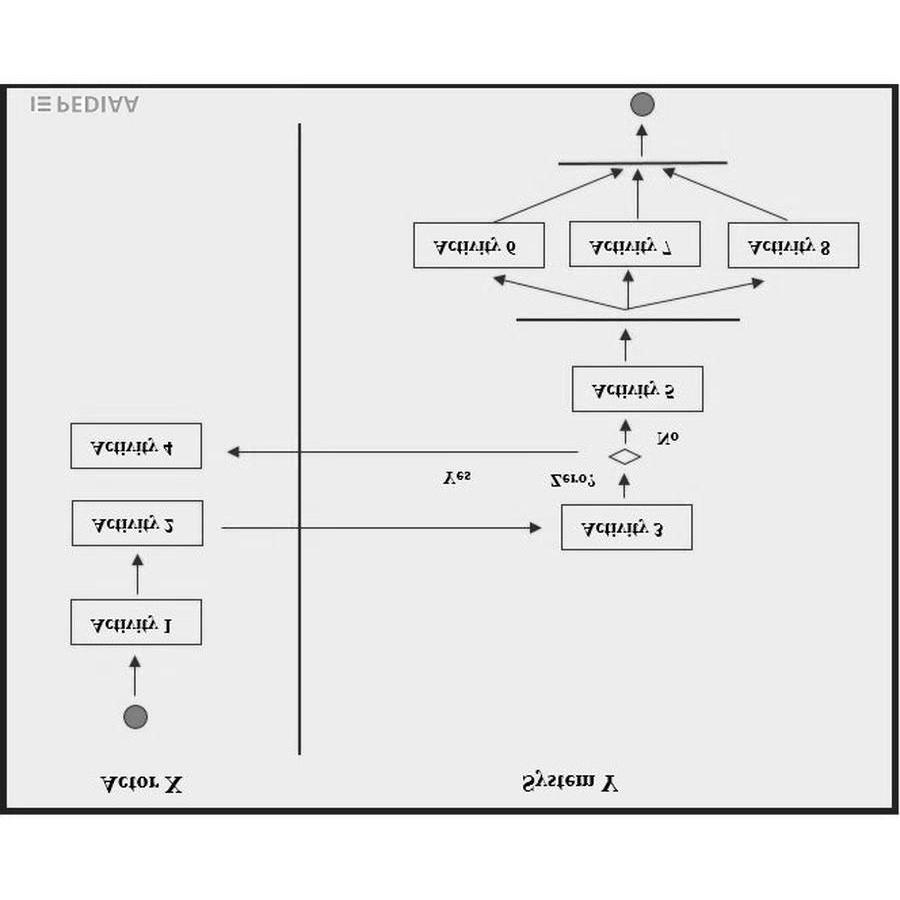 Actor X
System Y
Activity 1
Activity 2
Activity 3
Zero?
Yes
Activity 4
No
Activity 5
Activity 6
Activity 7
Activity 8
PEDIAA